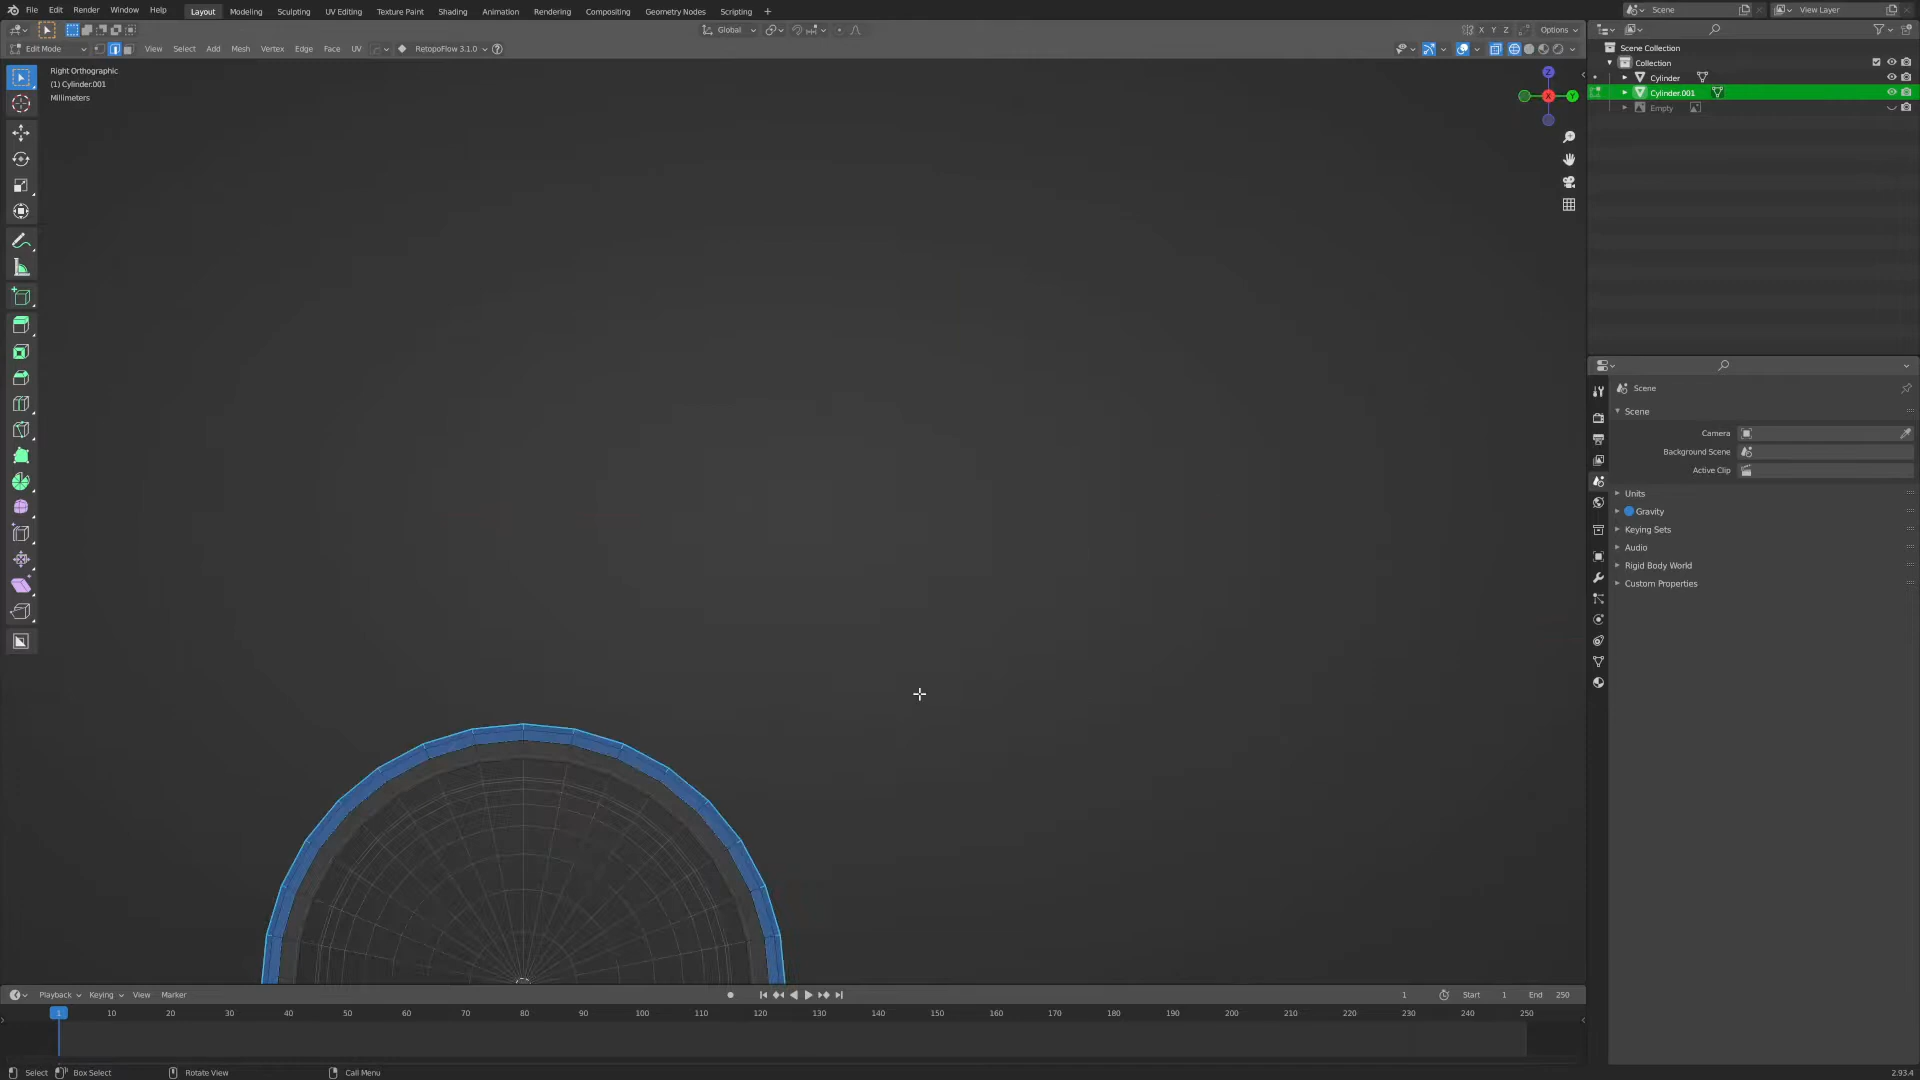 File Edit Render Window Help Layout Modeling Sculpting UV Editing Texture Paint Shading Animation Rendering Compositing Geometry Nodes Scripting + Scene View Layer
Global X Y Z Options
Edit Mode View Select Add Mesh Vertex Edge Face UV RetopoFlow 3.1.0
Right Orthographic
(1) Cylinder.001
Millimeters
Z
X
Y
Scene Collection
Collection
Cylinder
Cylinder.001
Empty
Scene
Scene
Camera
Background Scene
Active Clip
Units
Gravity
Keying Sets
Audio
Rigid Body World
Custom Properties
Playback Keying View Marker 1 Start 1 End 250
1 10 20 30 40 50 60 70 80 90 100 110 120 130 140 150 160 170 180 190 200 210 220 230 240 250
Select Box Select Rotate View Call Menu 2.93.4